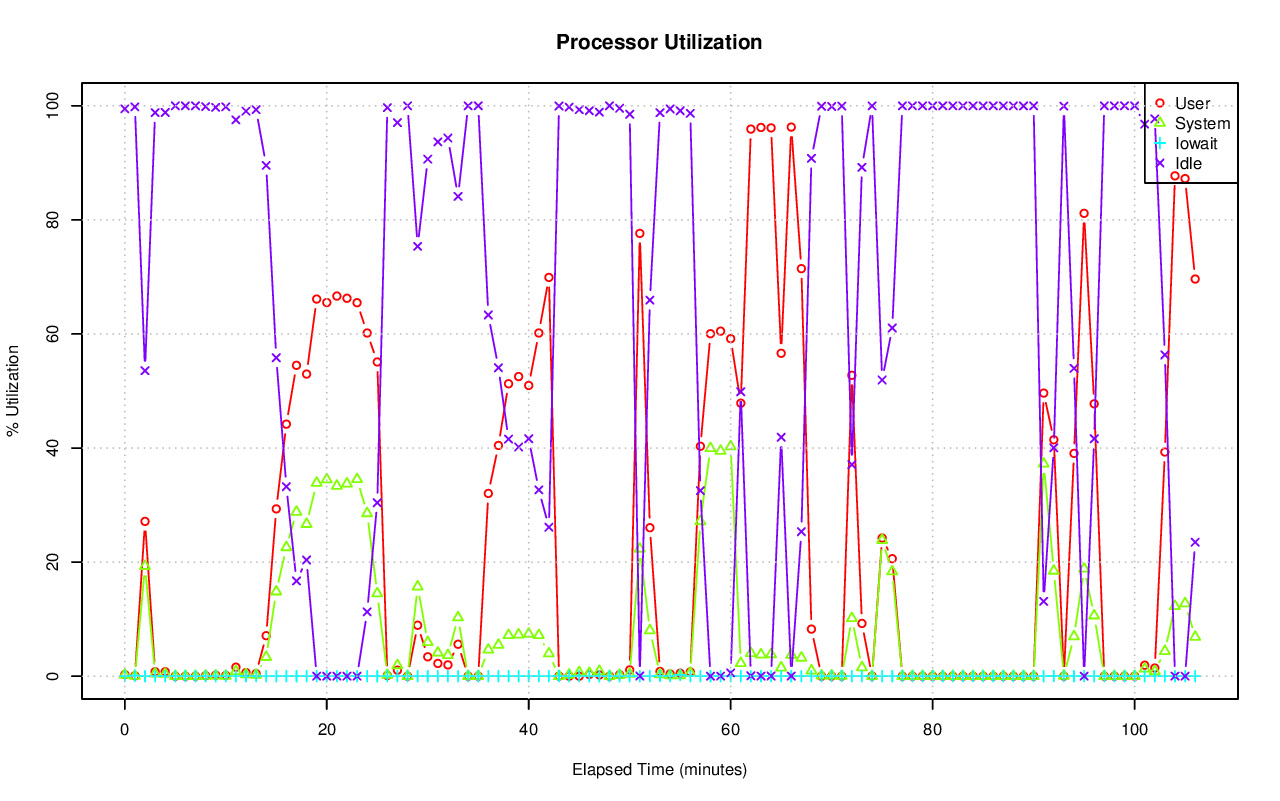 Processor Utilization
% Utilization
100
80
60
40
20
0
User
System
Iowait
Idle
0 20 40 60 80 100
Elapsed Time (minutes)